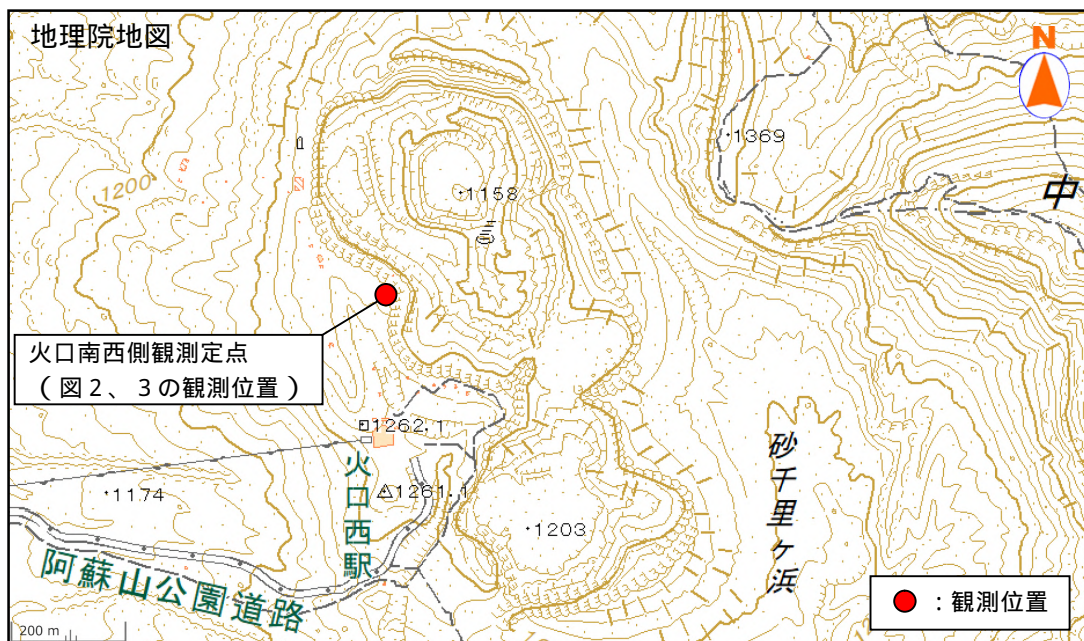 地理院地図
N
1369
1200
1158
中
火口南西側観測定点
(図2、3の観測位置)
1262.1
1261.1
1174
火口西駅
1203
砂千里ヶ浜
阿蘇山公園道路
:観測位置
200 m